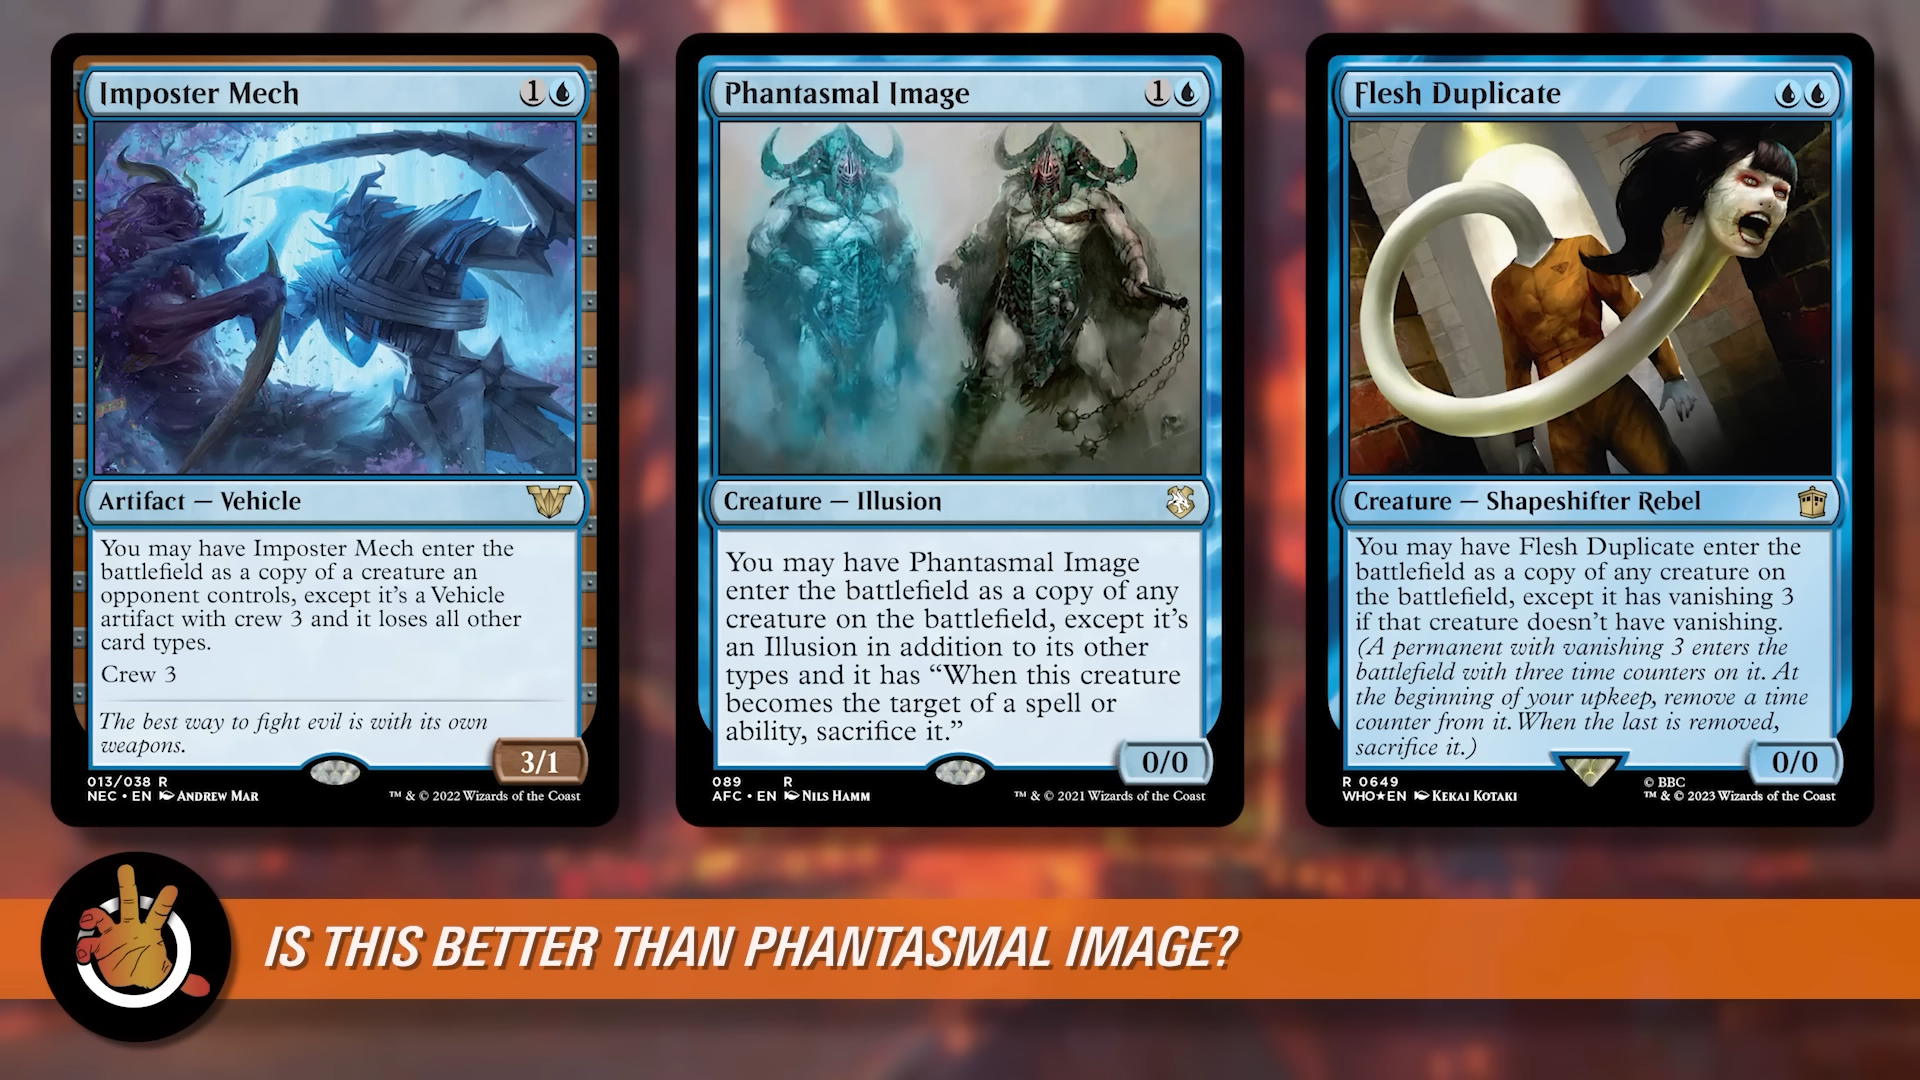 Imposter Mech
1
Artifact — Vehicle
You may have Imposter Mech enter the
battlefield as a copy of a creature an
opponent controls, except it's a Vehicle
artifact with crew 3 and it loses all other
card types.
Crew 3
The best way to fight evil is with its own
weapons.
3/1
013/038 R
NEC • EN ANDREW MAR
™ & © 2022 Wizards of the Coast
Phantasmal Image
1
Creature — Illusion
You may have Phantasmal Image
enter the battlefield as a copy of any
creature on the battlefield, except it's
an Illusion in addition to its other
types and it has “When this creature
becomes the target of a spell or
ability, sacrifice it.”
0/0
089 R
AFC • EN NILS HAMM
™ & © 2021 Wizards of the Coast
Flesh Duplicate
Creature — Shapeshifter Rebel
You may have Flesh Duplicate enter the
battlefield as a copy of any creature on
the battlefield, except it has vanishing 3
if that creature doesn't have vanishing.
(A permanent with vanishing 3 enters the
battlefield with three time counters on it. At
the beginning of your upkeep, remove a time
counter from it. When the last is removed,
sacrifice it.)
0/0
R 0649
WHO★EN KEKAI KOTAKI
© BBC
™ & © 2023 Wizards of the Coast
IS THIS BETTER THAN PHANTASMAL IMAGE?